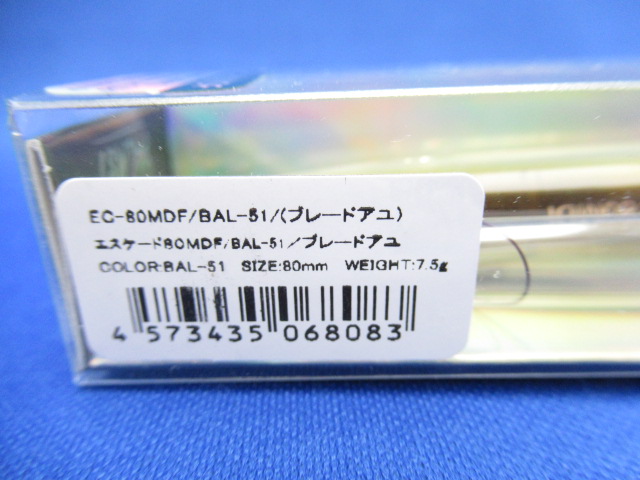 EC-80MDF/BAL-51/(ブレードアユ)
エスケード80MDF/BAL-51/ブレードアユ
COLOR:BAL-51 SIZE:80mm WEIGHT:7.5g
4 573435 068083